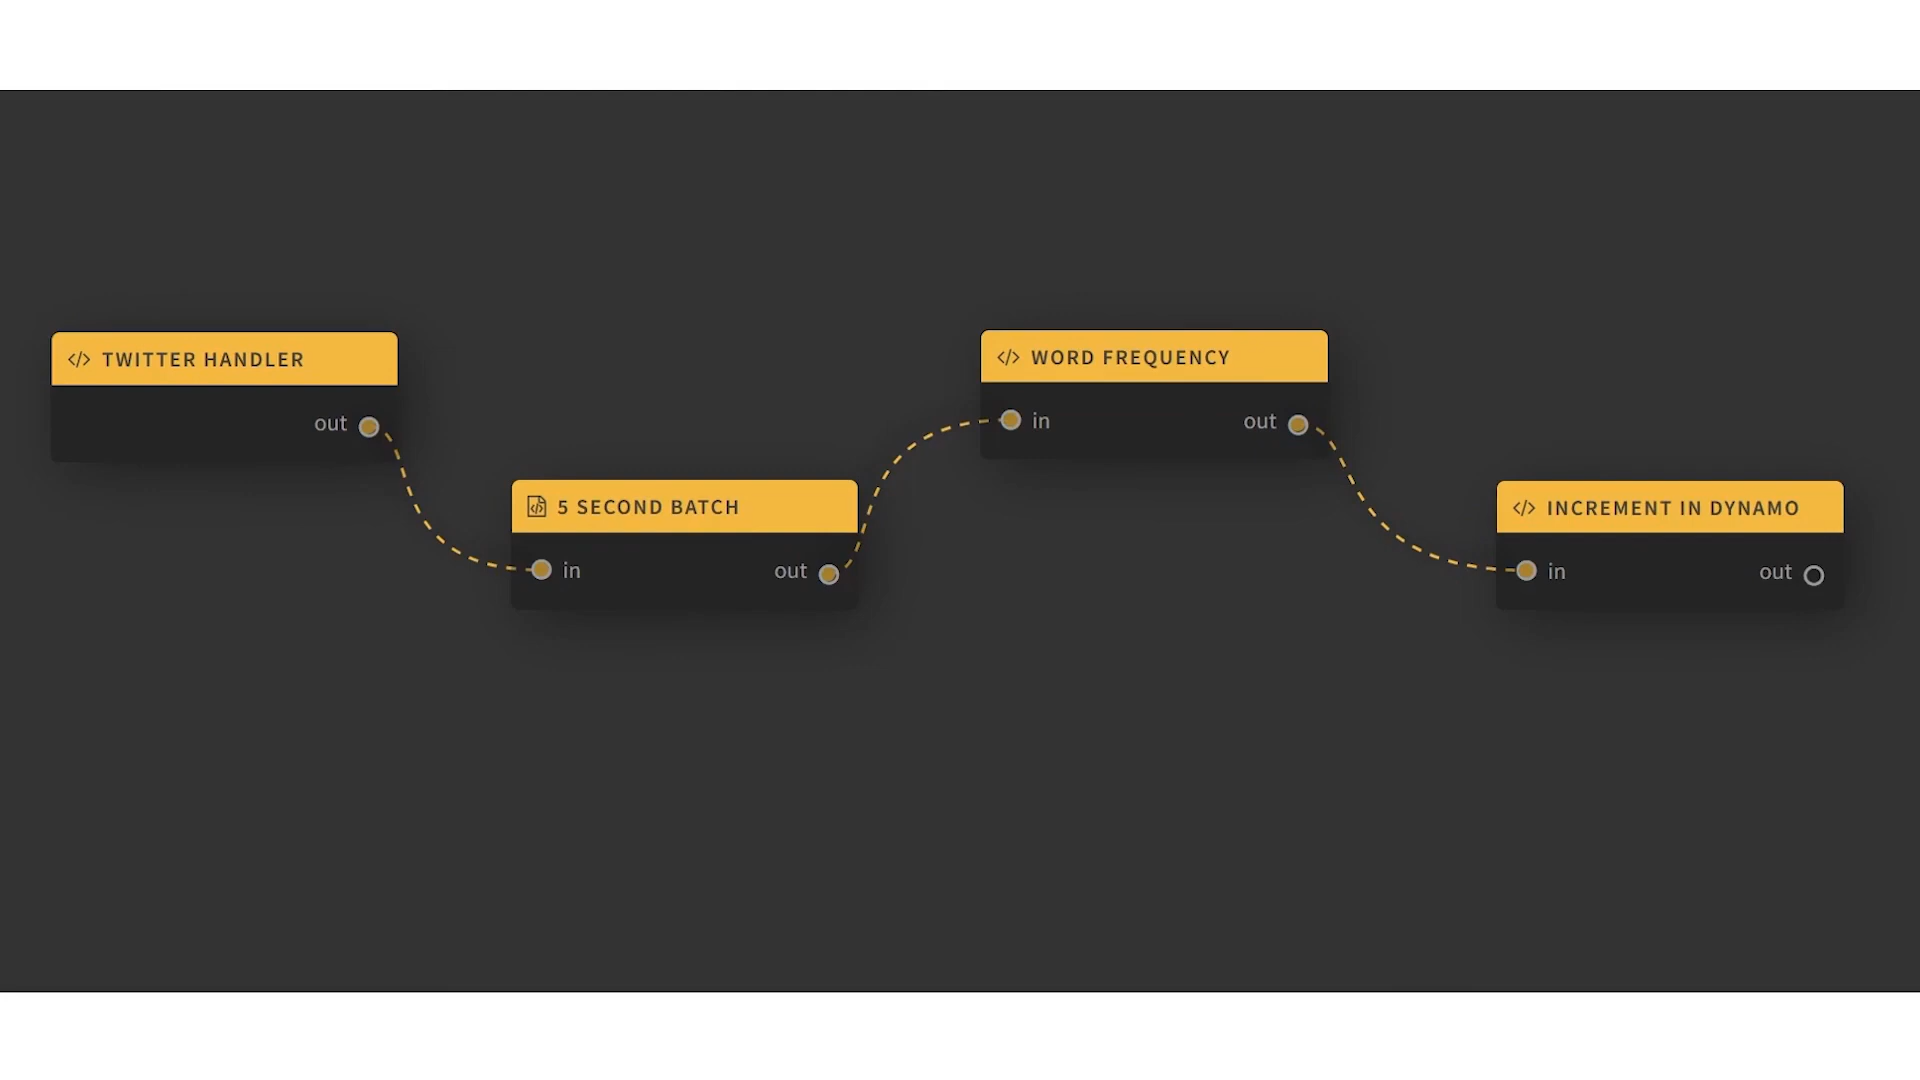 </> TWITTER HANDLER
out
5 SECOND BATCH
in
out
</> WORD FREQUENCY
in
out
</> INCREMENT IN DYNAMO
in
out